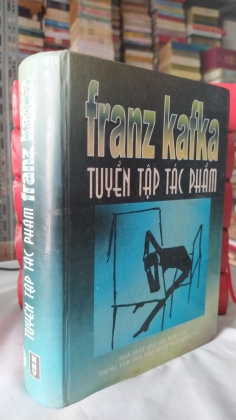 franz kafka
TUYỂN TẬP TÁC PHẨM
TUYỂN TẬP TÁC PHẨM franz kafka